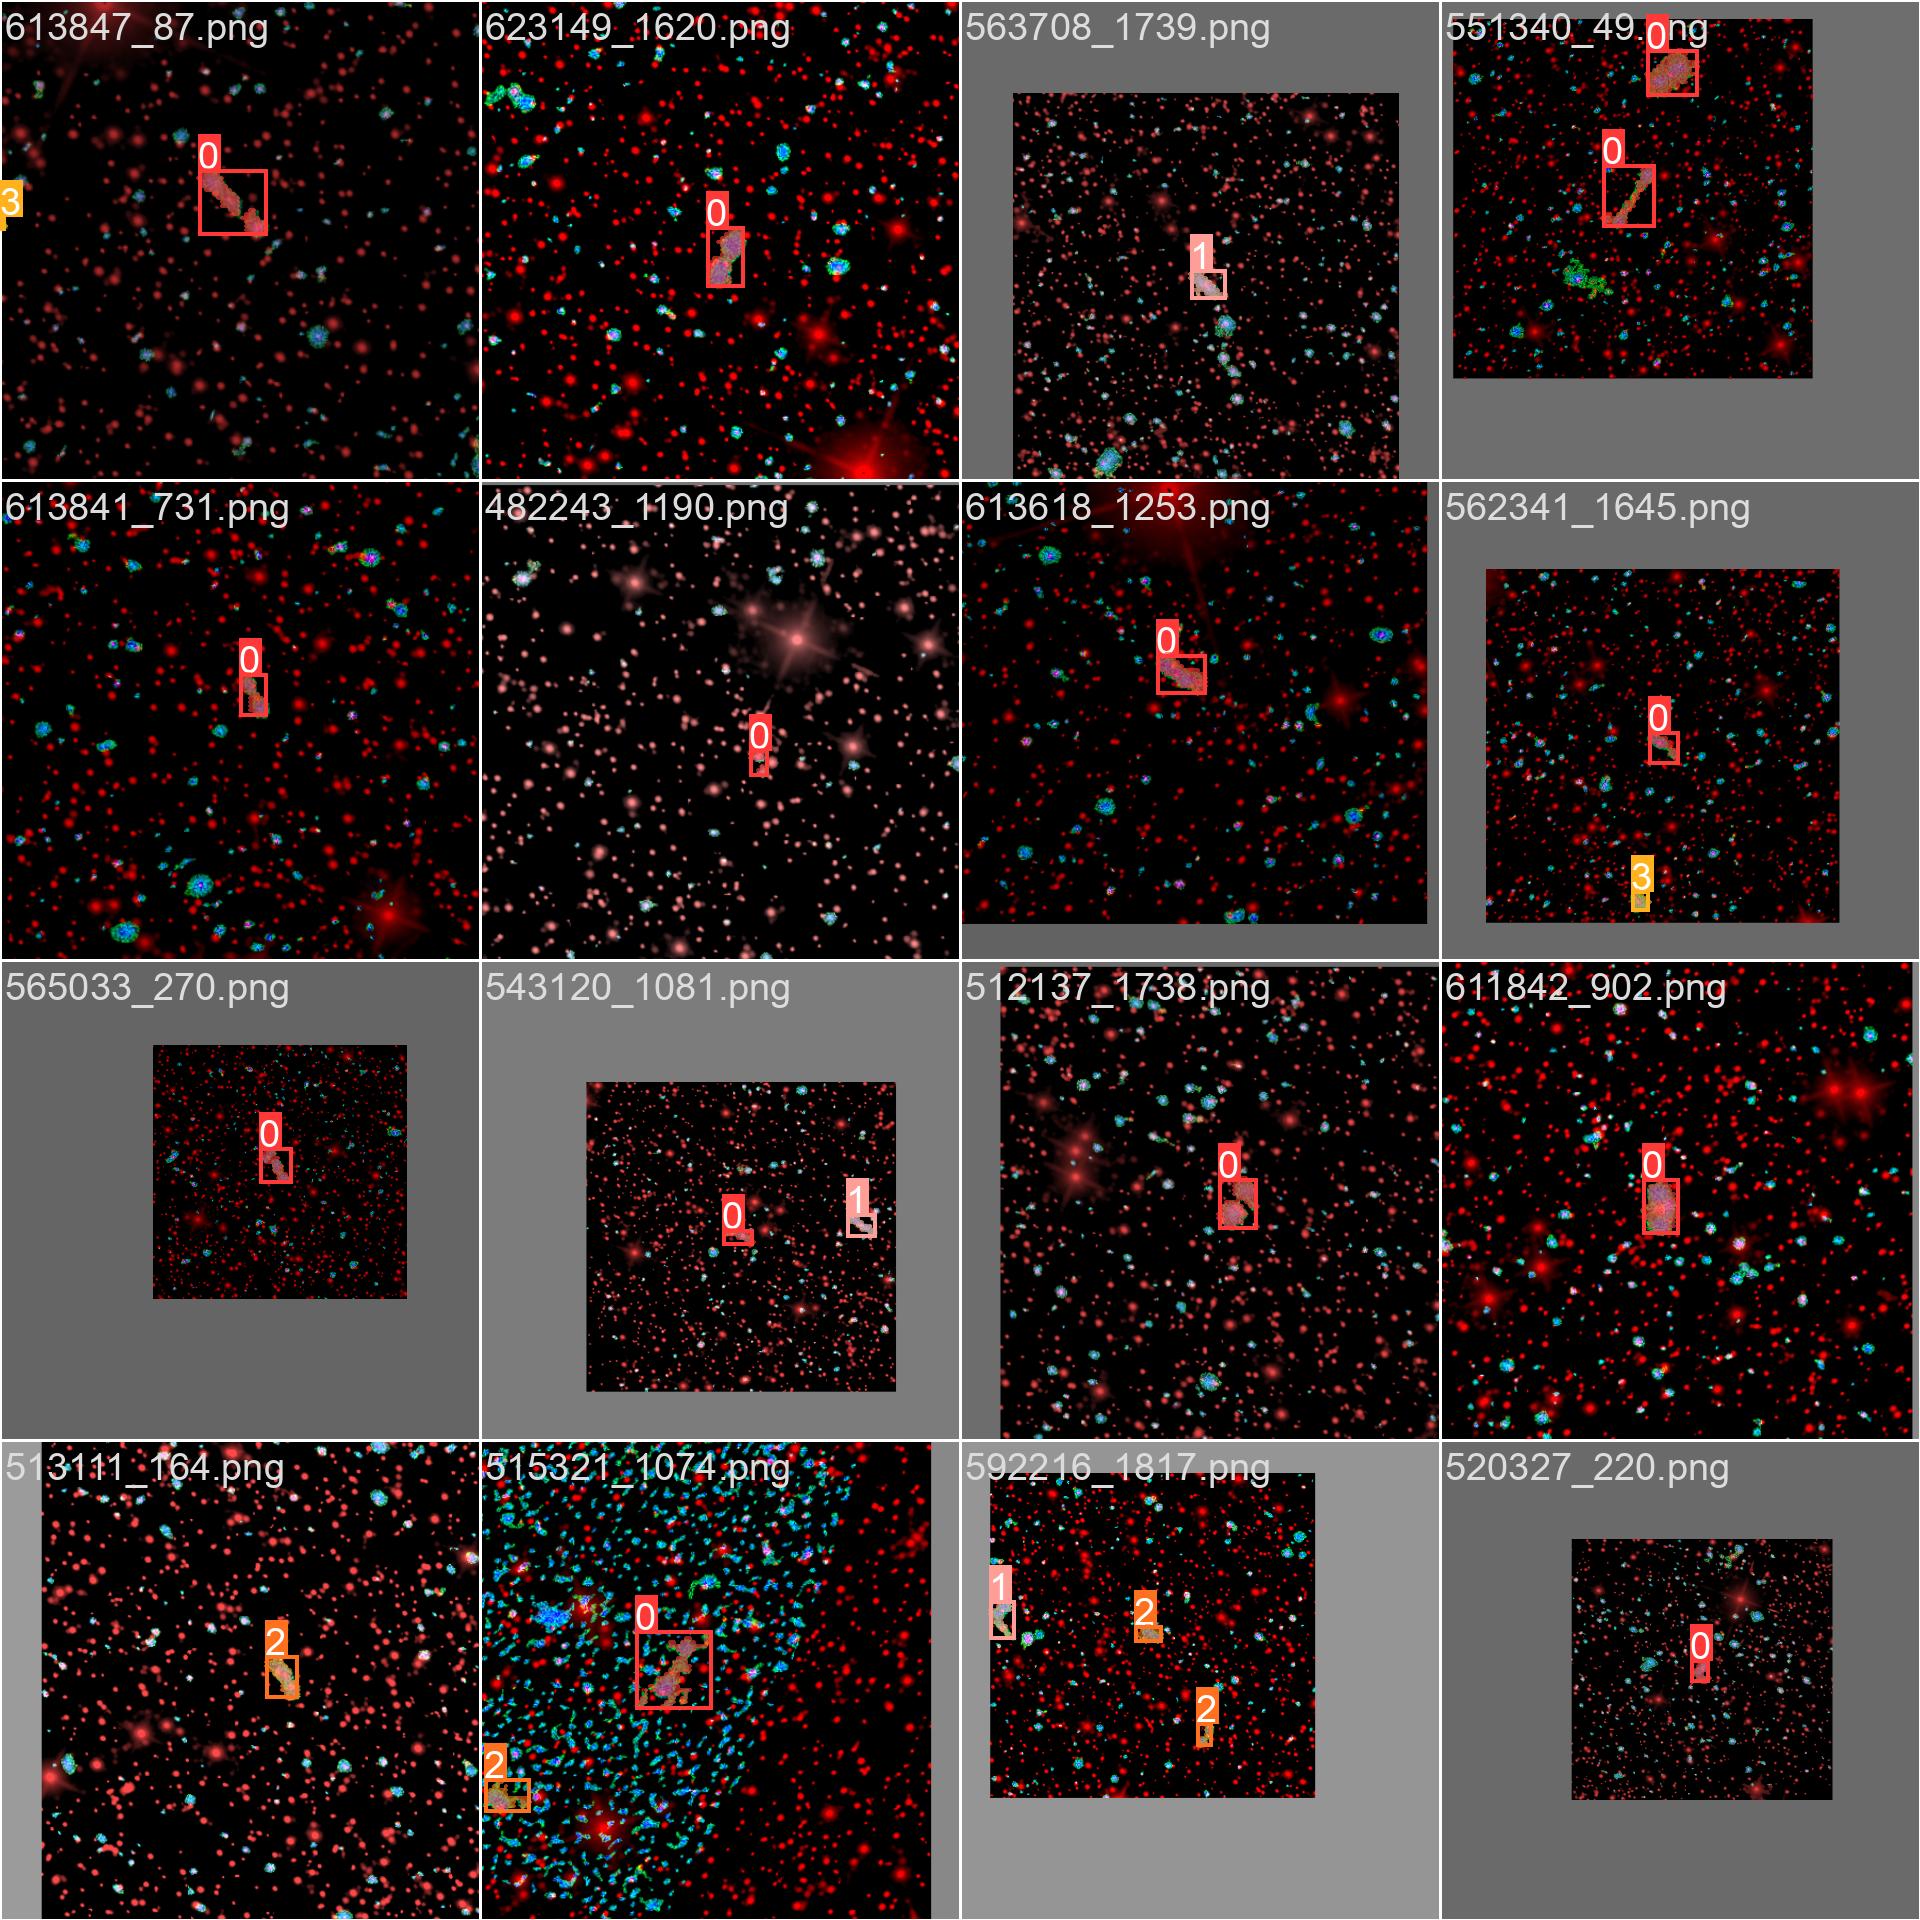 613847_87.png
623149_1620.png
563708_1739.png
551340_49.png
0
0
0
0
1
0
3
613841_731.png
482243_1190.png
613618_1253.png
562341_1645.png
0
0
0
0
3
565033_270.png
543120_1081.png
512137_1738.png
611842_902.png
0
0
1
0
0
513111_164.png
515321_1074.png
592216_1817.png
520327_220.png
2
0
2
1
2
2
0